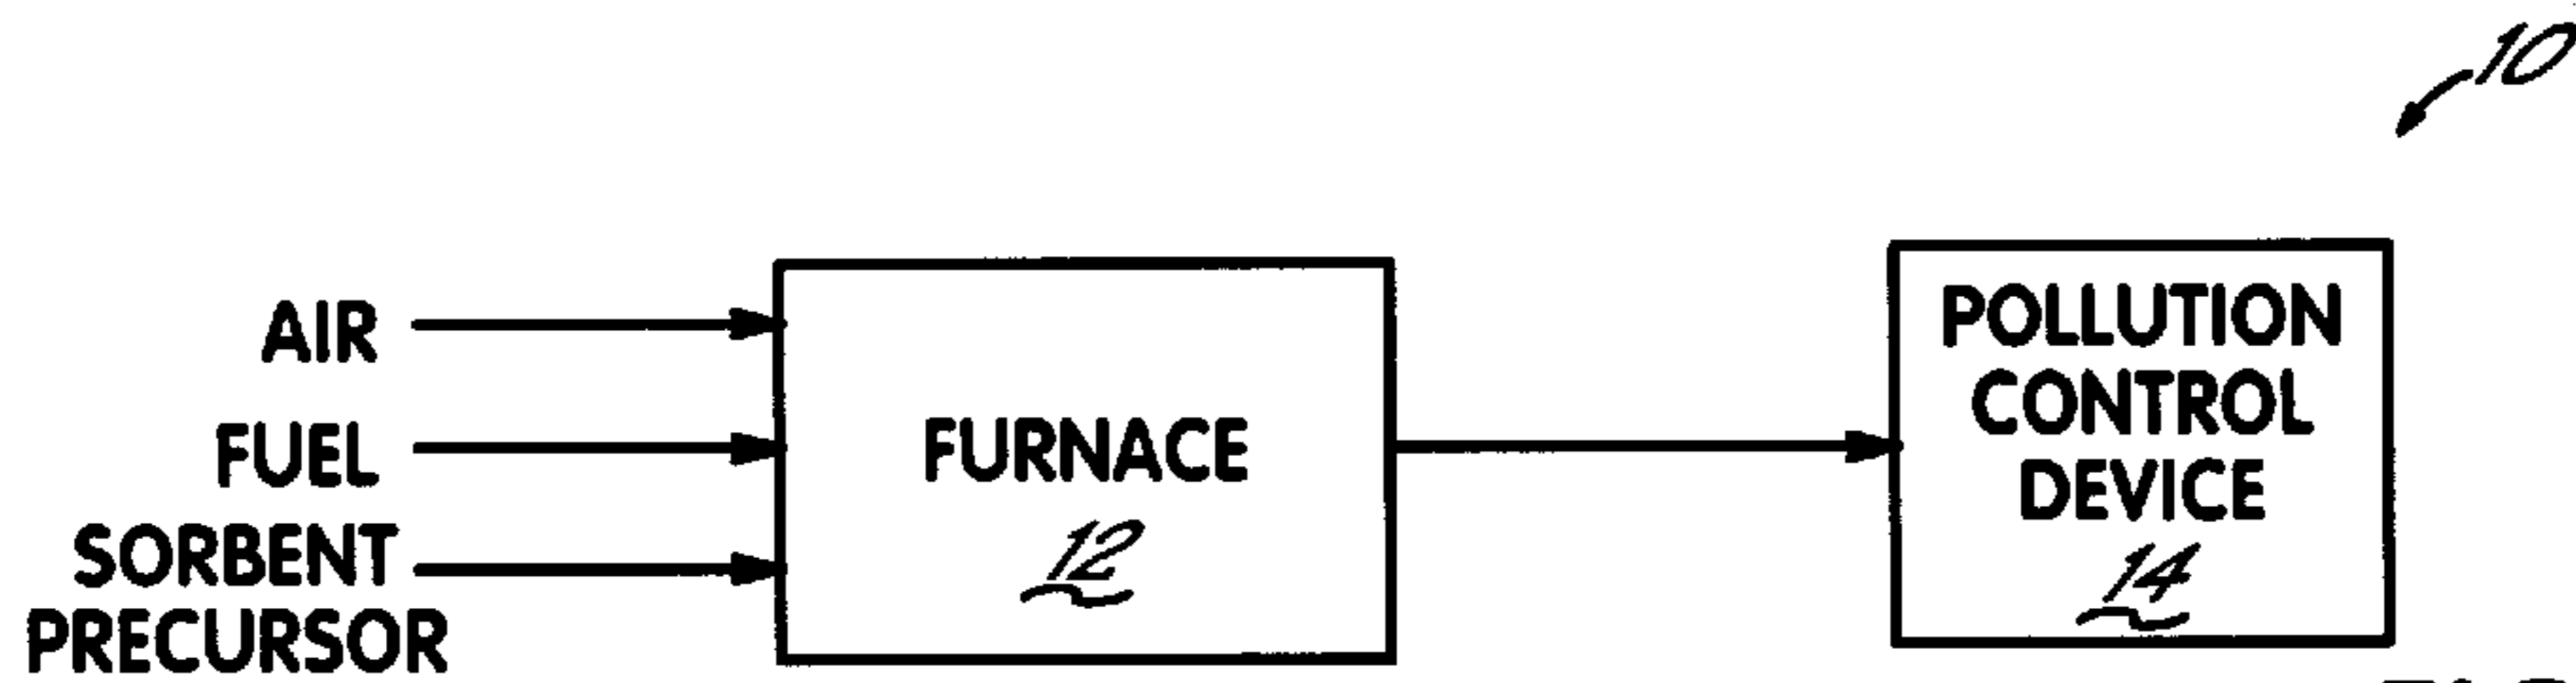 10
AIR
FUEL
SORBENT
PRECURSOR
FURNACE
12
POLLUTION
CONTROL
DEVICE
14